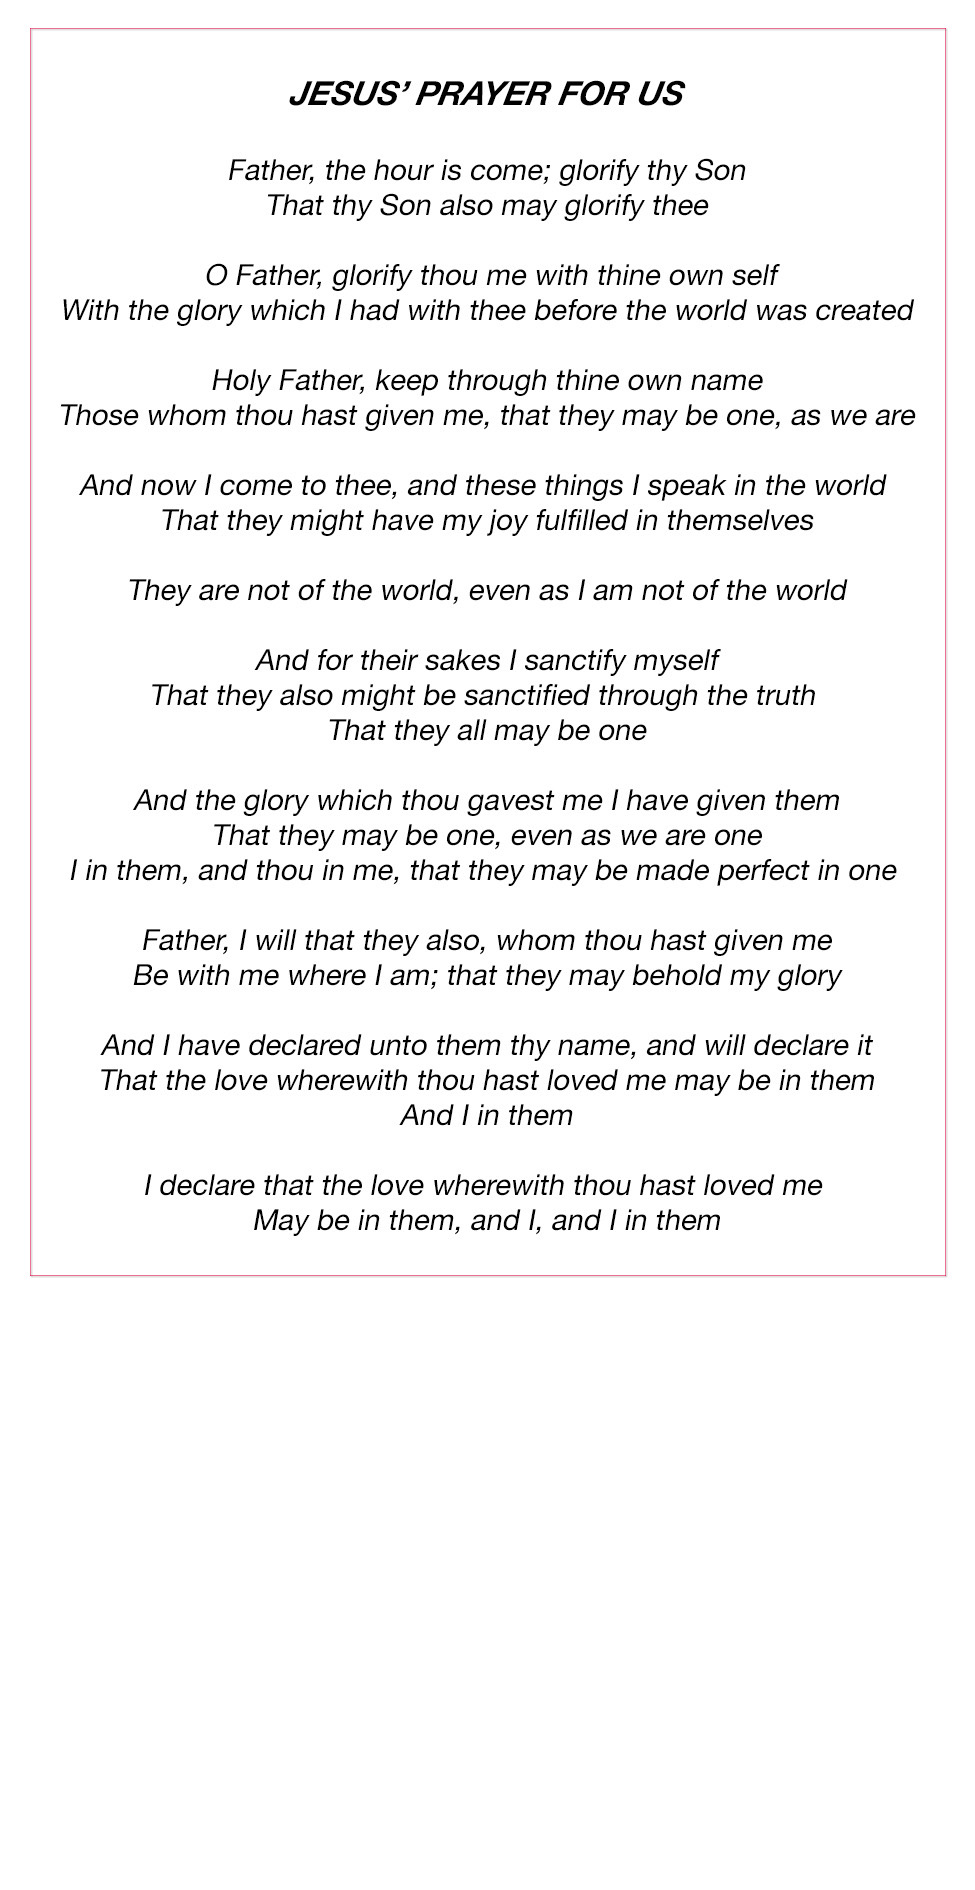 JESUS’ PRAYER FOR US
Father, the hour is come; glorify thy Son
That thy Son also may glorify thee
O Father, glorify thou me with thine own self
With the glory which I had with thee before the world was created
Holy Father, keep through thine own name
Those whom thou hast given me, that they may be one, as we are
And now I come to thee, and these things I speak in the world
That they might have my joy fulfilled in themselves
They are not of the world, even as I am not of the world
And for their sakes I sanctify myself
That they also might be sanctified through the truth
That they all may be one
And the glory which thou gavest me I have given them
That they may be one, even as we are one
I in them, and thou in me, that they may be made perfect in one
Father, I will that they also, whom thou hast given me
Be with me where I am; that they may behold my glory
And I have declared unto them thy name, and will declare it
That the love wherewith thou hast loved me may be in them
And I in them
I declare that the love wherewith thou hast loved me
May be in them, and I, and I in them